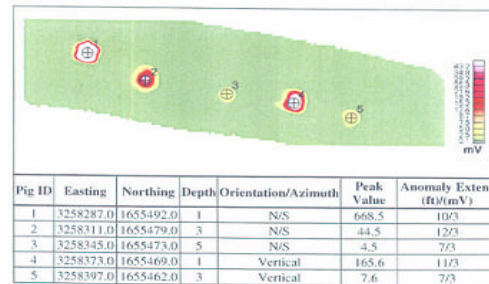 1
2
3
4
5
mV
Pig ID Easting Northing Depth Orientation/Azimuth Peak Value Anomaly Exten (ft)/(mV)
1 3258287.0 1655492.0 1 N/S 668.5 10/3
2 3258311.0 1655479.0 3 N/S 44.5 12/3
3 3258345.0 1655473.0 5 N/S 4.5 7/3
4 3258373.0 1655469.0 1 Vertical 165.6 11/3
5 3258397.0 1655462.0 3 Vertical 7.6 7/3